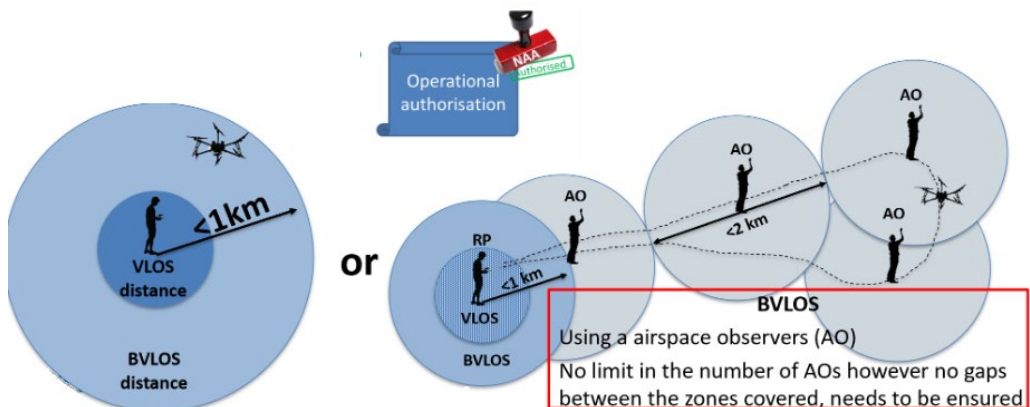 Operational
authorisation
NAA
Authorised
<1km
VLOS
distance
BVLOS
distance
or
RP
VLOS
BVLOS
<1 km
AO
AO
<2 km
AO
AO
BVLOS
Using a airspace observers (AO)
No limit in the number of AOs however no gaps
between the zones covered, needs to be ensured